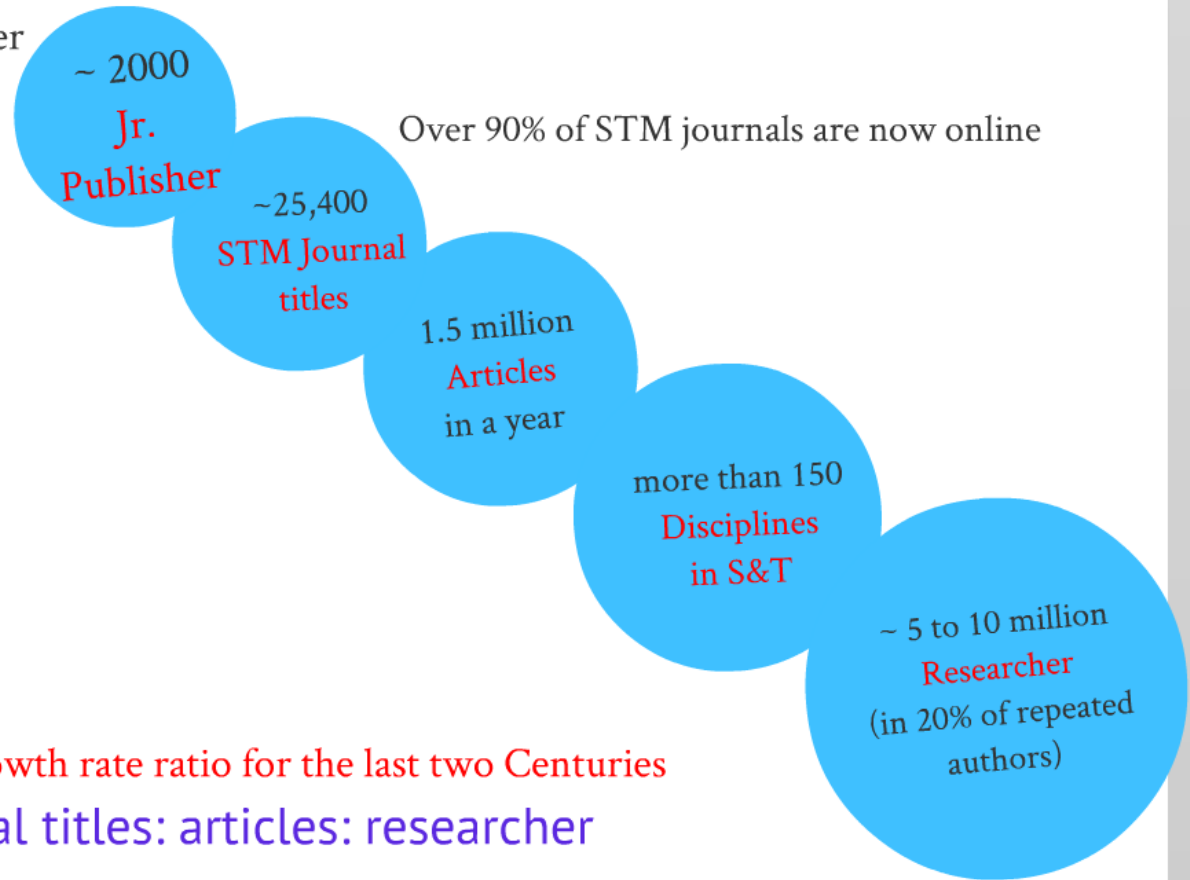 er
~ 2000
Jr.
Publisher
Over 90% of STM journals are now online
~25,400
STM Journal
titles
1.5 million
Articles
in a year
more than 150
Disciplines
in S&T
~ 5 to 10 million
Researcher
(in 20% of repeated
authors)
owth rate ratio for the last two Centuries
al titles: articles: researcher